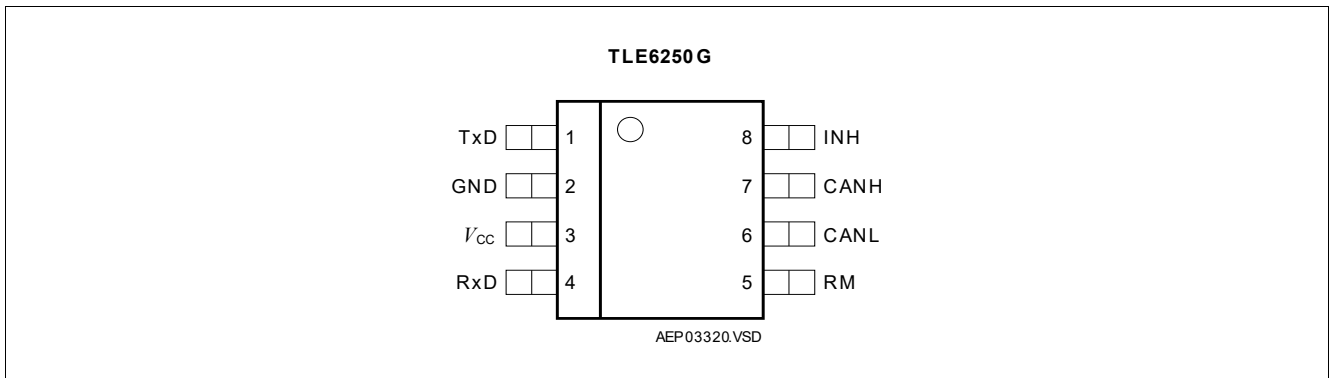 TLE6250 G
TxD 1 8 INH
GND 2 7 CANH
VCC 3 6 CANL
RxD 4 5 RM
AEP03320.VSD